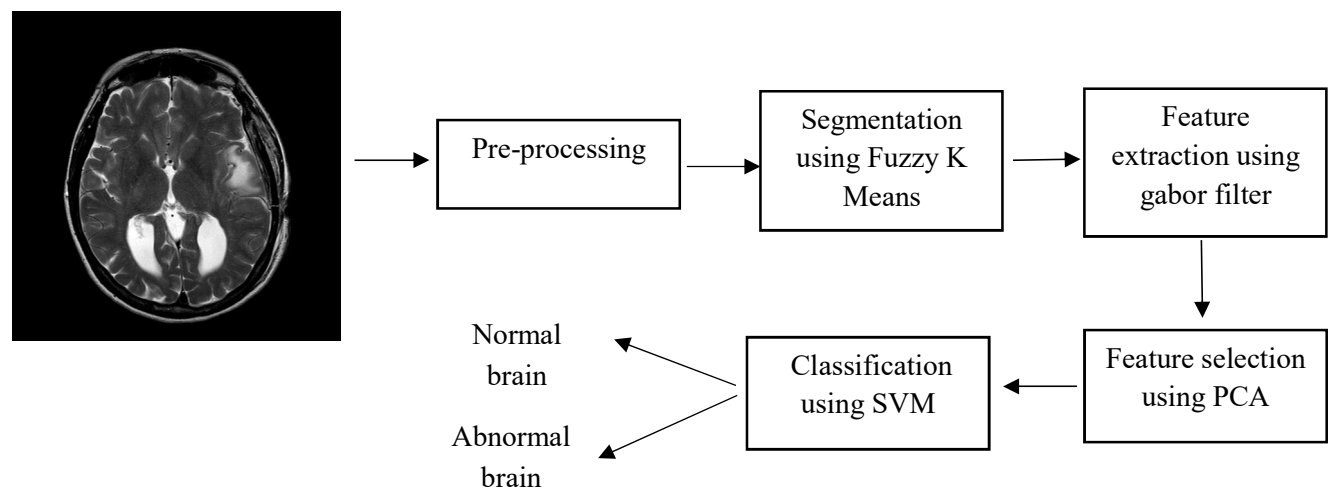 Pre-processing
Segmentation
using Fuzzy K
Means
Feature
extraction using
gabor filter
Feature selection
using PCA
Classification
using SVM
Normal
brain
Abnormal
brain